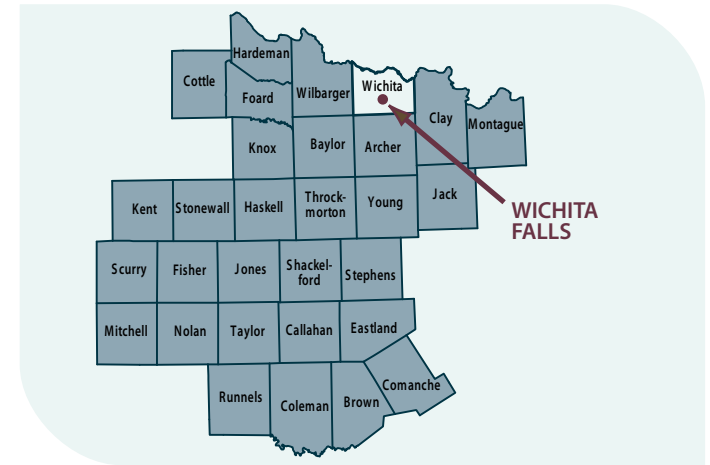 Hardeman
Cottle
Foard
Wilbarger
Wichita
Clay
Montague
Knox
Baylor
Archer
Kent
Stonewall
Haskell
Throck-
morton
Young
Jack
WICHITA
FALLS
Scurry
Fisher
Jones
Shackel-
ford
Stephens
Mitchell
Nolan
Taylor
Callahan
Eastland
Runnels
Coleman
Brown
Comanche